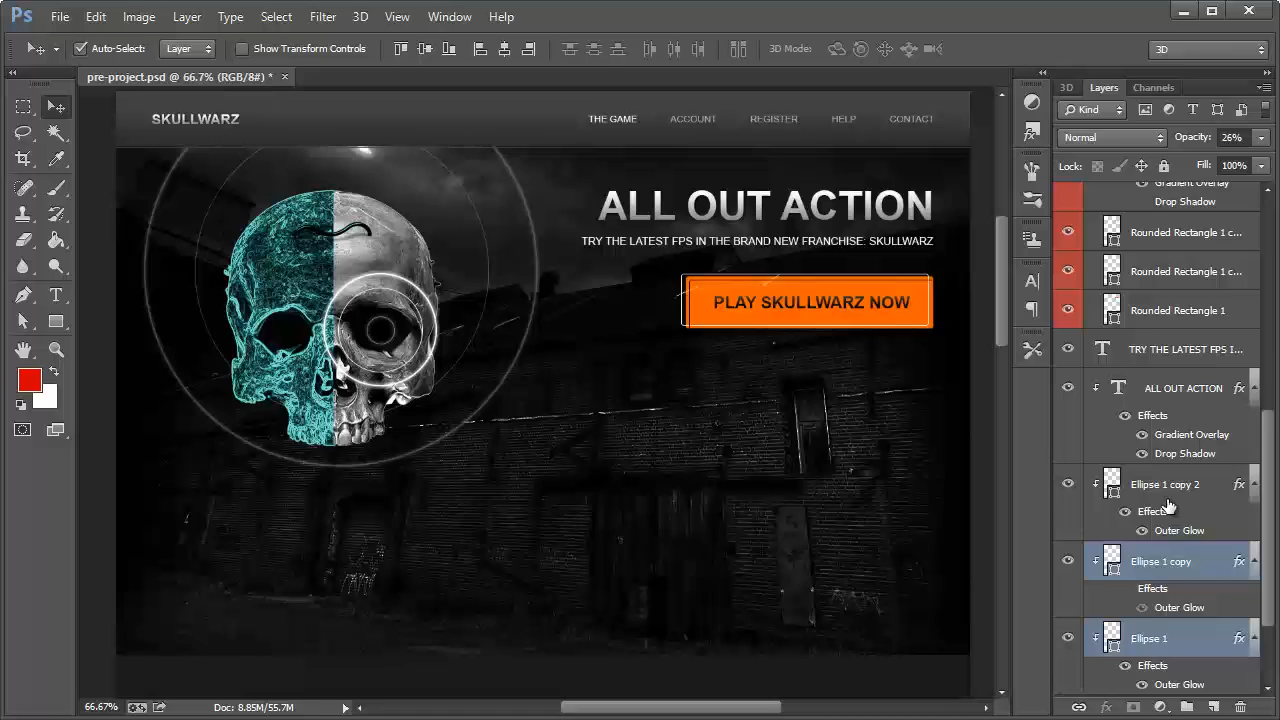 Ps File Edit Image Layer Type Select Filter 3D View Window Help
Auto-Select: Layer Show Transform Controls 3D Mode: 3D
pre-project.psd @ 66.7% (RGB/8#) *
3D Layers Channels
Kind
Normal Opacity: 26%
Lock: Fill: 100%
SKULLWARZ THE GAME ACCOUNT REGISTER HELP CONTACT
ALL OUT ACTION
TRY THE LATEST FPS IN THE BRAND NEW FRANCHISE: SKULLWARZ
PLAY SKULLWARZ NOW
Gradient Overlay
Drop Shadow
Rounded Rectangle 1 c...
Rounded Rectangle 1 c...
Rounded Rectangle 1
TRY THE LATEST FPS I...
ALL OUT ACTION fx
Effects
Gradient Overlay
Drop Shadow
Ellipse 1 copy 2 fx
Effects
Outer Glow
Ellipse 1 copy fx
Effects
Outer Glow
Ellipse 1 fx
Effects
Outer Glow
66.67% Doc: 8.85M/55.7M